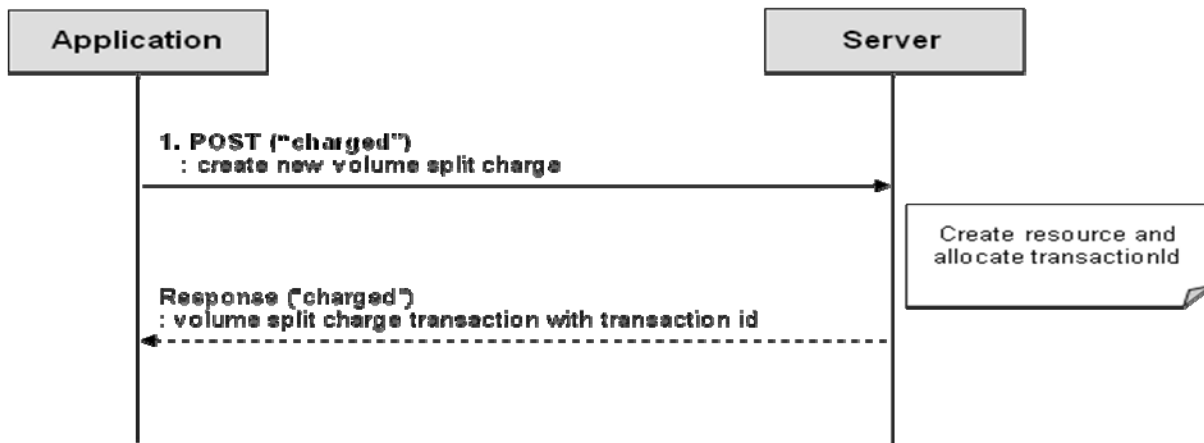 Application
Server
1. POST ("charged")
: create new volume split charge
Create resource and
allocate transactionId
Response ("charged")
: volume split charge transaction with transaction id